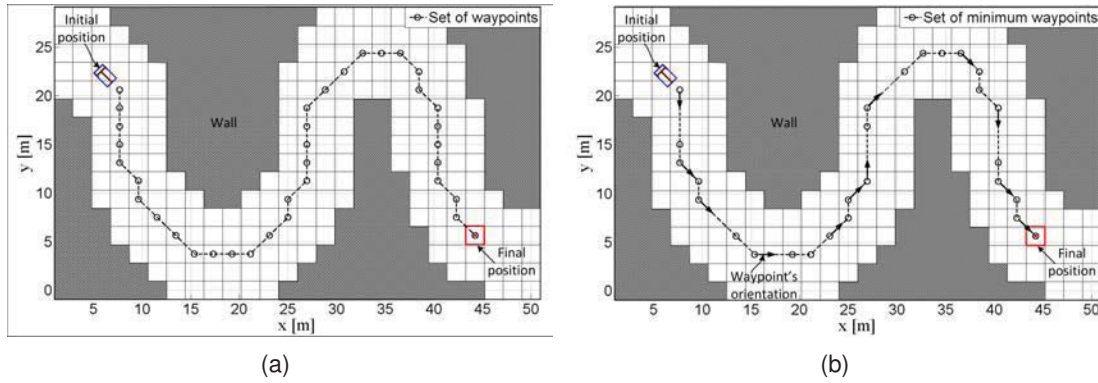 Initial
position
Set of waypoints
Wall
Final
position
y [m]
25
20
15
10
5
0
5 10 15 20 25 30 35 40 45 50
x [m]
(a)
Initial
position
Set of minimum waypoints
Wall
Waypoint's
orientation
Final
position
y [m]
25
20
15
10
5
0
5 10 15 20 25 30 35 40 45 50
x [m]
(b)